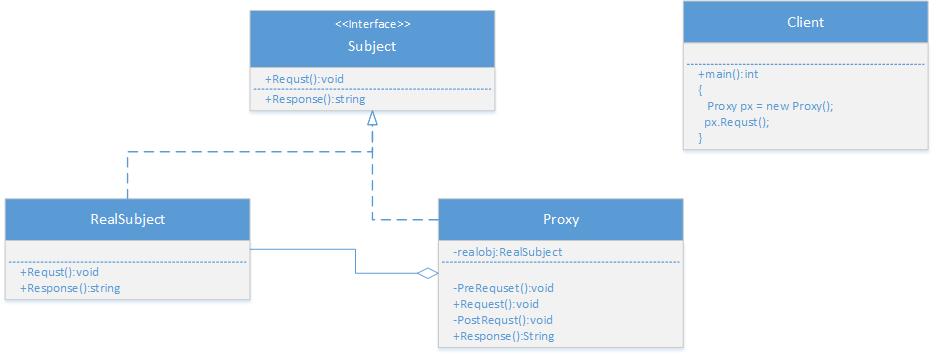 <<Interface>>
Subject
+Requst():void
+Response():string
Client
+main():int
{
Proxy px = new Proxy();
px.Requst();
}
RealSubject
+Requst():void
+Response():string
Proxy
-realobj:RealSubject
-PreRequset():void
+Request():void
-PostRequst():void
+Response():String